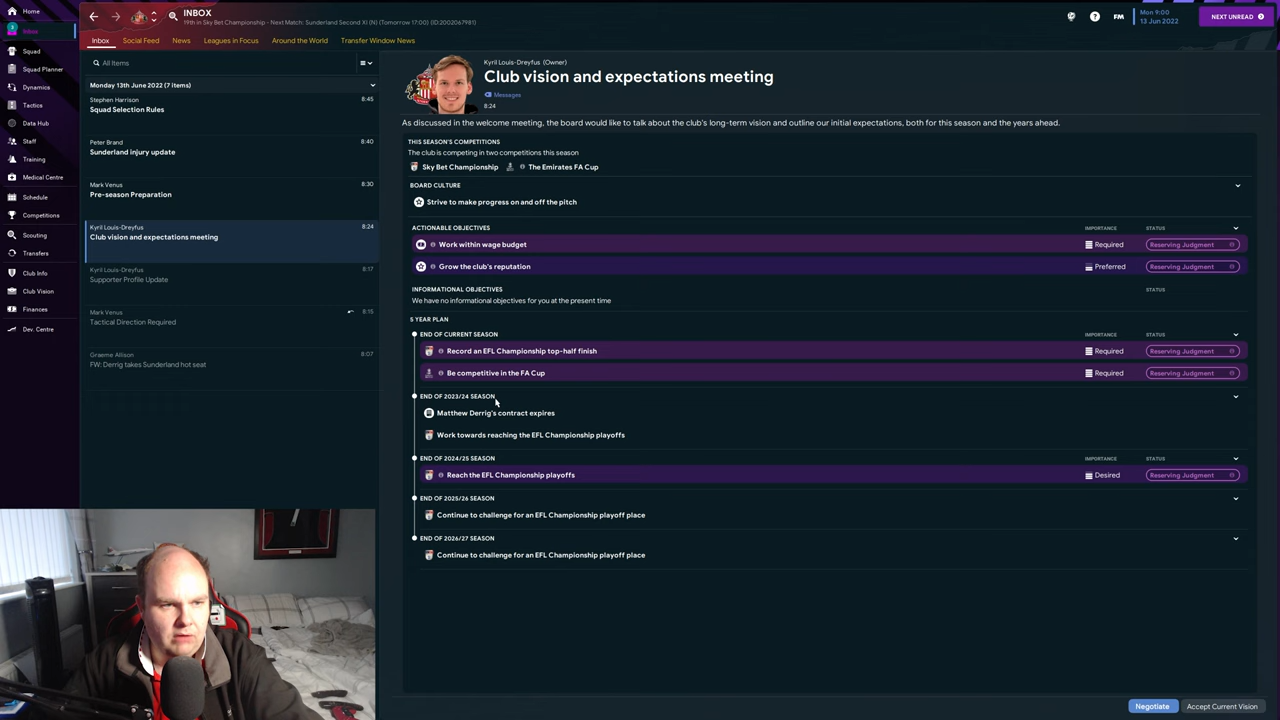 INBOX
19th in Sky Bet Championship - Next Match: Sunderland Second XI (N) (Tomorrow 17:00) (ID:2002067981)
FM
Mon 9:00
13 Jun 2022
NEXT UNREAD
Inbox
Social Feed
News
Leagues in Focus
Around the World
Transfer Window News
Home
Inbox
Squad
Squad Planner
Dynamics
Tactics
Data Hub
Staff
Training
Medical Centre
Schedule
Competitions
Scouting
Transfers
Club Info
Club Vision
Finances
Dev. Centre
All Items
Monday 13th June 2022 (7 items)
Stephen Harrison 8:45
Squad Selection Rules
Peter Brand 8:40
Sunderland injury update
Mark Venus 8:30
Pre-season Preparation
Kyril Louis-Dreyfus 8:24
Club vision and expectations meeting
Kyril Louis-Dreyfus 8:17
Supporter Profile Update
Mark Venus 8:15
Tactical Direction Required
Graeme Allison 8:07
FW: Derrig takes Sunderland hot seat
Kyril Louis-Dreyfus (Owner)
Club vision and expectations meeting
Messages
8:24
As discussed in the welcome meeting, the board would like to talk about the club's long-term vision and outline our initial expectations, both for this season and the years ahead.
THIS SEASON'S COMPETITIONS
The club is competing in two competitions this season
Sky Bet Championship The Emirates FA Cup
BOARD CULTURE
Strive to make progress on and off the pitch
ACTIONABLE OBJECTIVES IMPORTANCE STATUS
Work within wage budget Required Reserving Judgment
Grow the club's reputation Preferred Reserving Judgment
INFORMATIONAL OBJECTIVES STATUS
We have no informational objectives for you at the present time
5 YEAR PLAN
END OF CURRENT SEASON IMPORTANCE STATUS
Record an EFL Championship top-half finish Required Reserving Judgment
Be competitive in the FA Cup Required Reserving Judgment
END OF 2023/24 SEASON
Matthew Derrig's contract expires
Work towards reaching the EFL Championship playoffs
END OF 2024/25 SEASON IMPORTANCE STATUS
Reach the EFL Championship playoffs Desired Reserving Judgment
END OF 2025/26 SEASON
Continue to challenge for an EFL Championship playoff place
END OF 2026/27 SEASON
Continue to challenge for an EFL Championship playoff place
Negotiate
Accept Current Vision